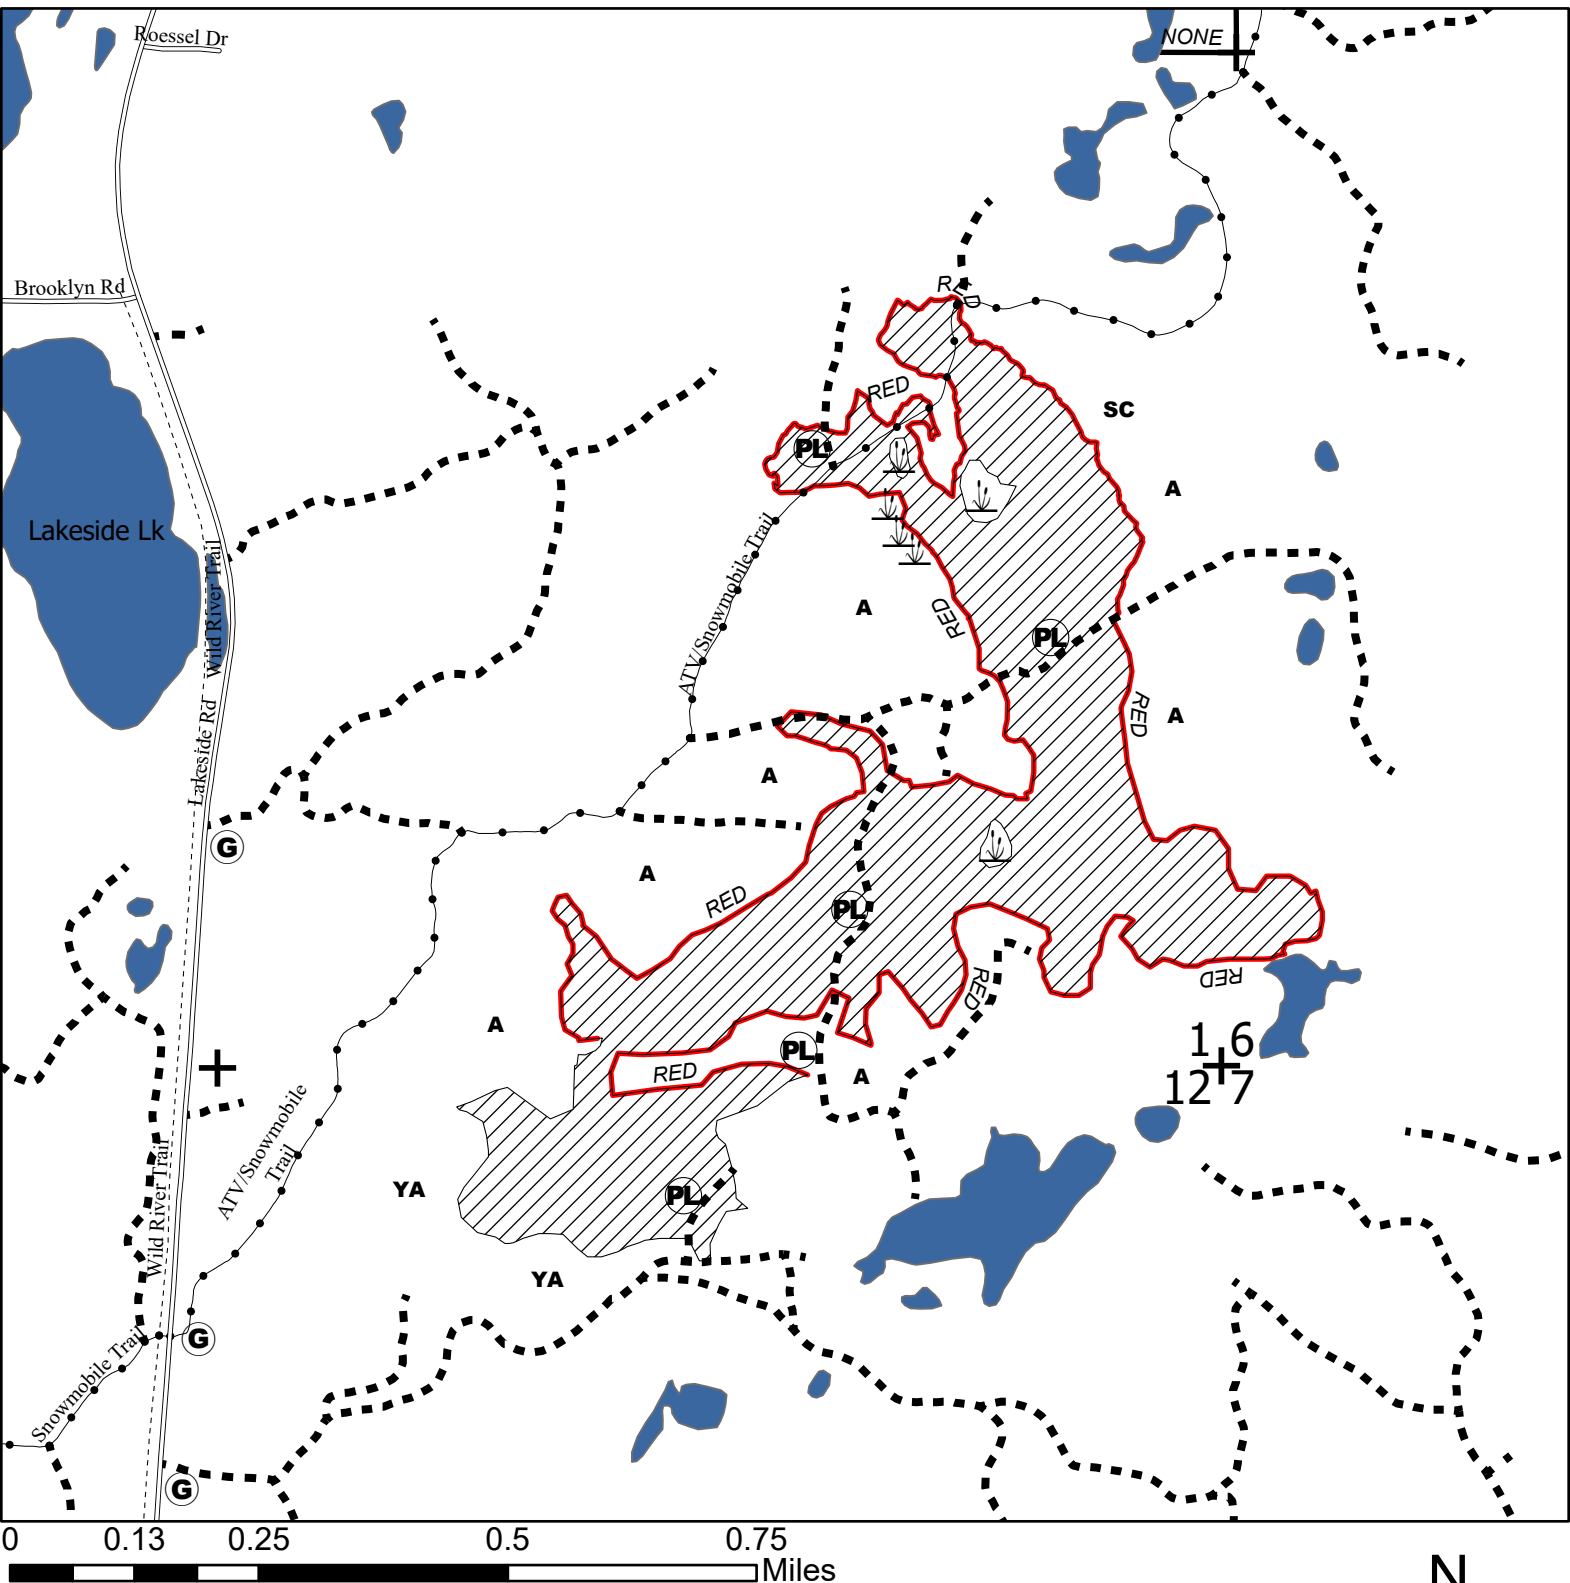 NONE
Roessel Dr
Brooklyn Rd
RED
RED
SC
PL
A
Lakeside Lk
Wild River Trail
ATV/Snowmobile Trail
A
RED
PL
RED
A
Lakeside Rd
A
G
A
RED
PL
RED
RED
A
PL
1 6
12 7
RED
A
ATV/Snowmobile
Trail
Wild River Trail
YA
PL
YA
G
Snowmobile Trail
G
0 0.13 0.25 0.5 0.75
Miles
N